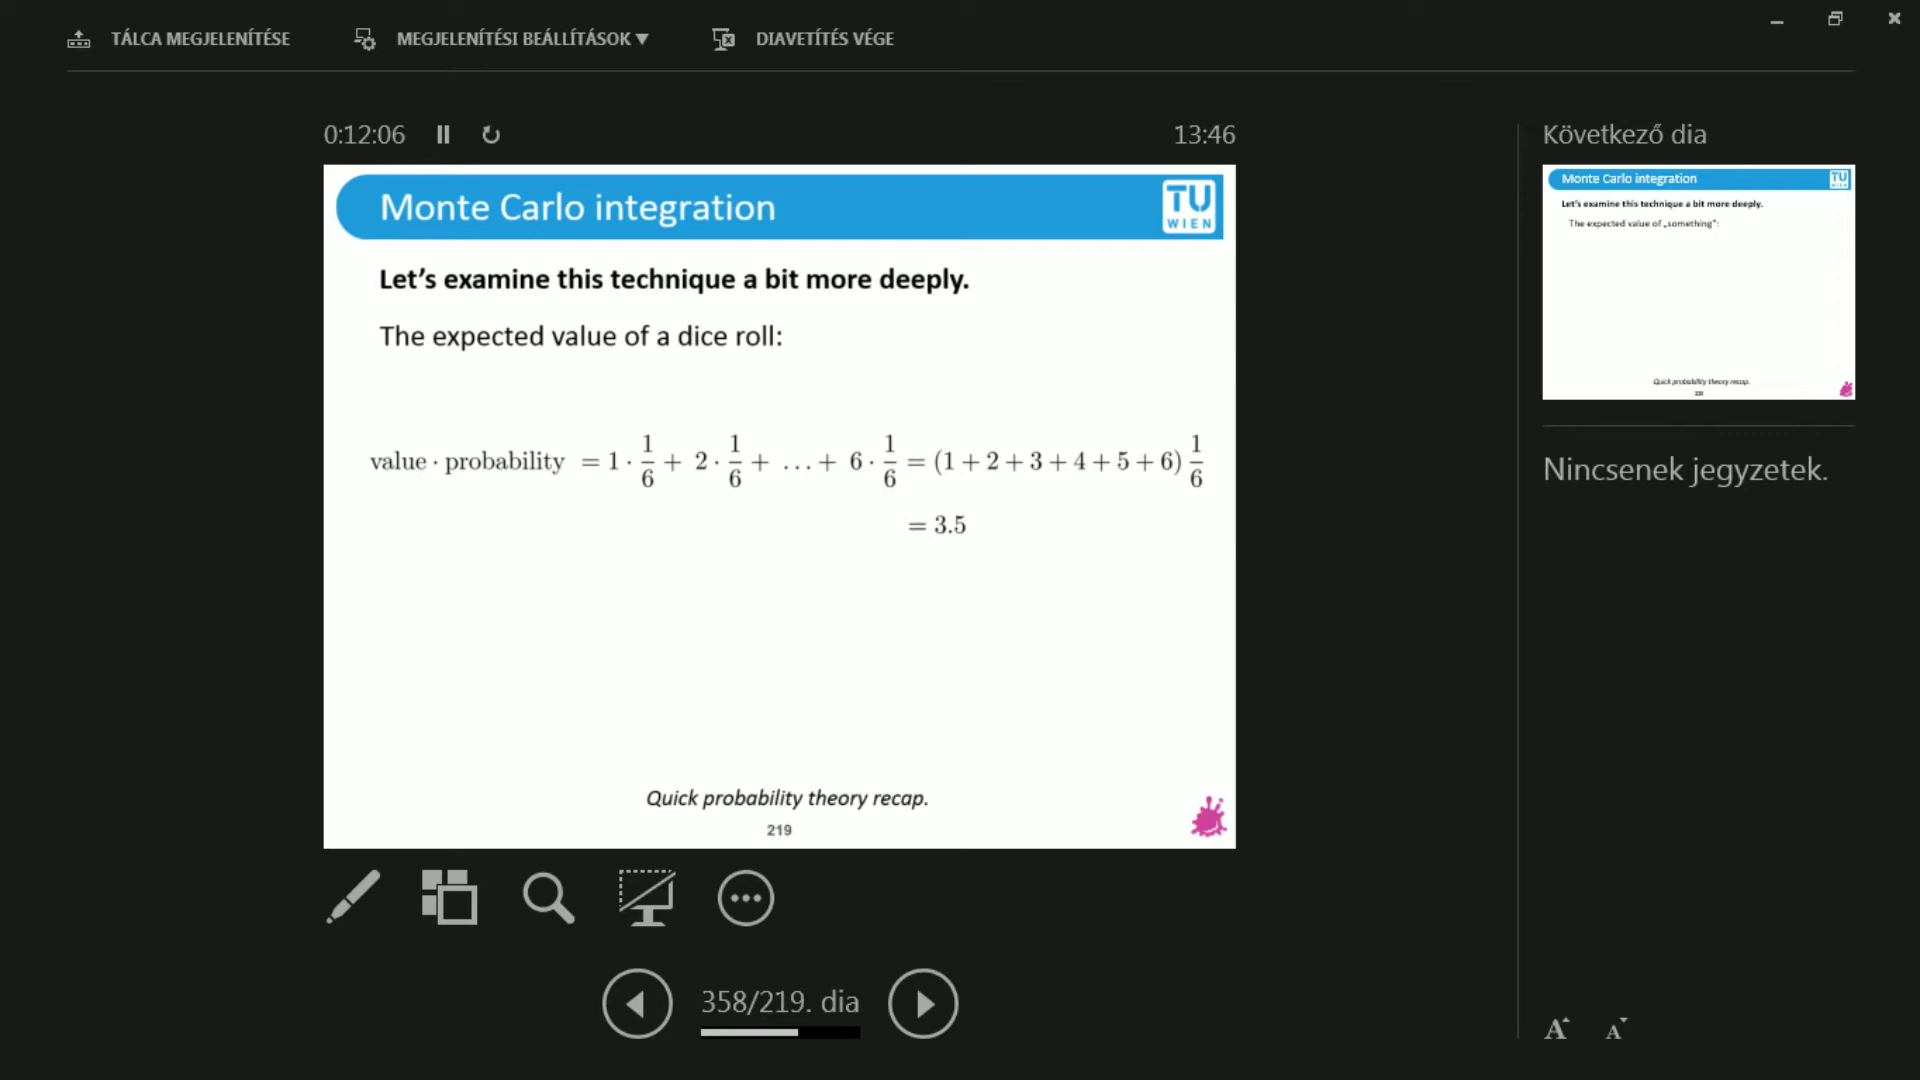 TÁLCA MEGJELENÍTÉSE MEGJELENÍTÉSI BEÁLLÍTÁSOK ▼ DIAVETÍTÉS VÉGE
0:12:06 13:46
Monte Carlo integration
TU
WIEN
Let's examine this technique a bit more deeply.
The expected value of a dice roll:
value · probability = 1 · 1/6 + 2 · 1/6 + … + 6 · 1/6 = (1 + 2 + 3 + 4 + 5 + 6) 1/6
= 3.5
Quick probability theory recap.
219
358/219. dia
Következő dia
Monte Carlo integration
TU
WIEN
Let's examine this technique a bit more deeply.
The expected value of „something":
Quick probability theory recap.
Nincsenek jegyzetek.
A A